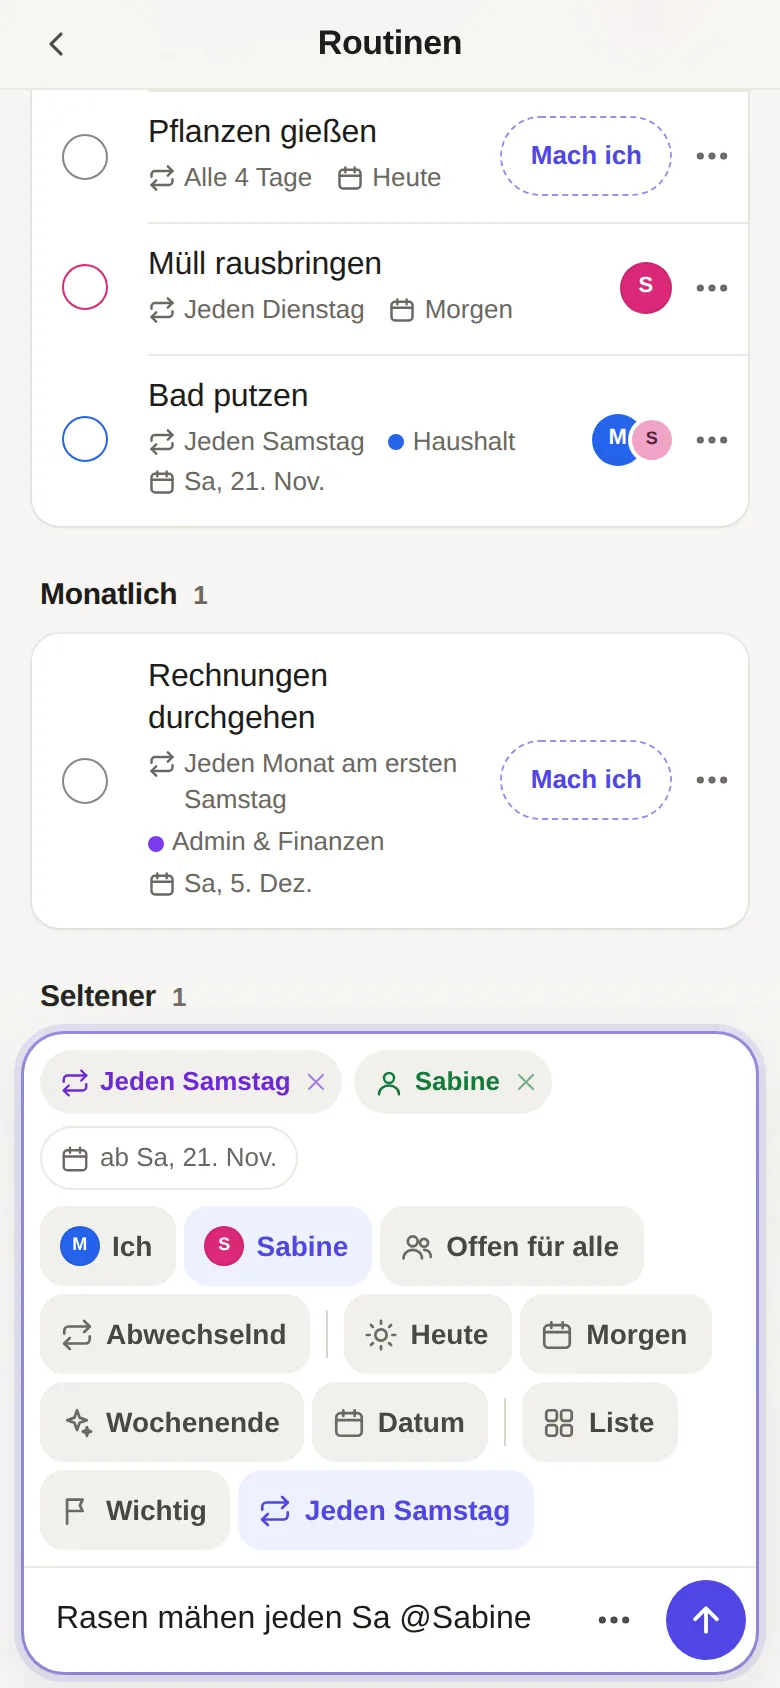 Routinen
Pflanzen gießen
Mach ich
Alle 4 Tage Heute
Müll rausbringen
S
Jeden Dienstag Morgen
Bad putzen
M S
Jeden Samstag Haushalt
Sa, 21. Nov.
Monatlich 1
Rechnungen
durchgehen
Jeden Monat am ersten
Samstag
Mach ich
Admin & Finanzen
Sa, 5. Dez.
Seltener 1
Jeden Samstag Sabine
ab Sa, 21. Nov.
M Ich S Sabine Offen für alle
Abwechselnd Heute Morgen
Wochenende Datum Liste
Wichtig Jeden Samstag
Rasen mähen jeden Sa @Sabine